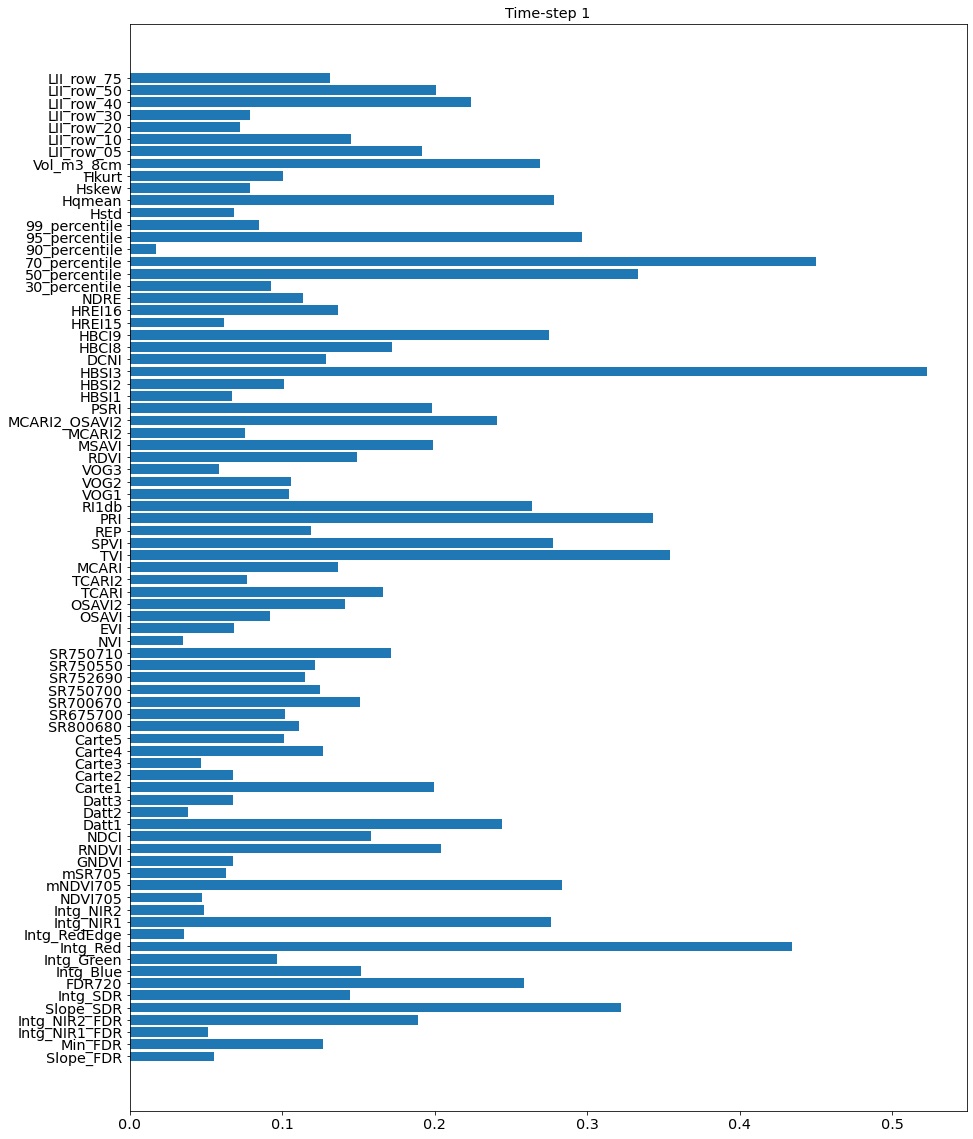 Time-step 1
LII_row_75
LII_row_50
LII_row_40
LII_row_30
LII_row_20
LII_row_10
LII_row_05
Vol_m3_8cm
Hkurt
Hskew
Hqmean
Hstd
99_percentile
95_percentile
90_percentile
70_percentile
50_percentile
30_percentile
NDRE
HREI16
HREI15
HBCI9
HBCI8
DCNI
HBSI3
HBSI2
HBSI1
PSRI
MCARI2_OSAVI2
MCARI2
MSAVI
RDVI
VOG3
VOG2
VOG1
RI1db
PRI
REP
SPVI
TVI
MCARI
TCARI2
TCARI
OSAVI2
OSAVI
EVI
NVI
SR750710
SR750550
SR752690
SR750700
SR700670
SR675700
SR800680
Carte5
Carte4
Carte3
Carte2
Carte1
Datt3
Datt2
Datt1
NDCI
RNDVI
GNDVI
mSR705
mNDVI705
NDVI705
Intg_NIR2
Intg_NIR1
Intg_RedEdge
Intg_Red
Intg_Green
Intg_Blue
FDR720
Intg_SDR
Slope_SDR
Intg_NIR2_FDR
Intg_NIR1_FDR
Min_FDR
Slope_FDR
0.0 0.1 0.2 0.3 0.4 0.5